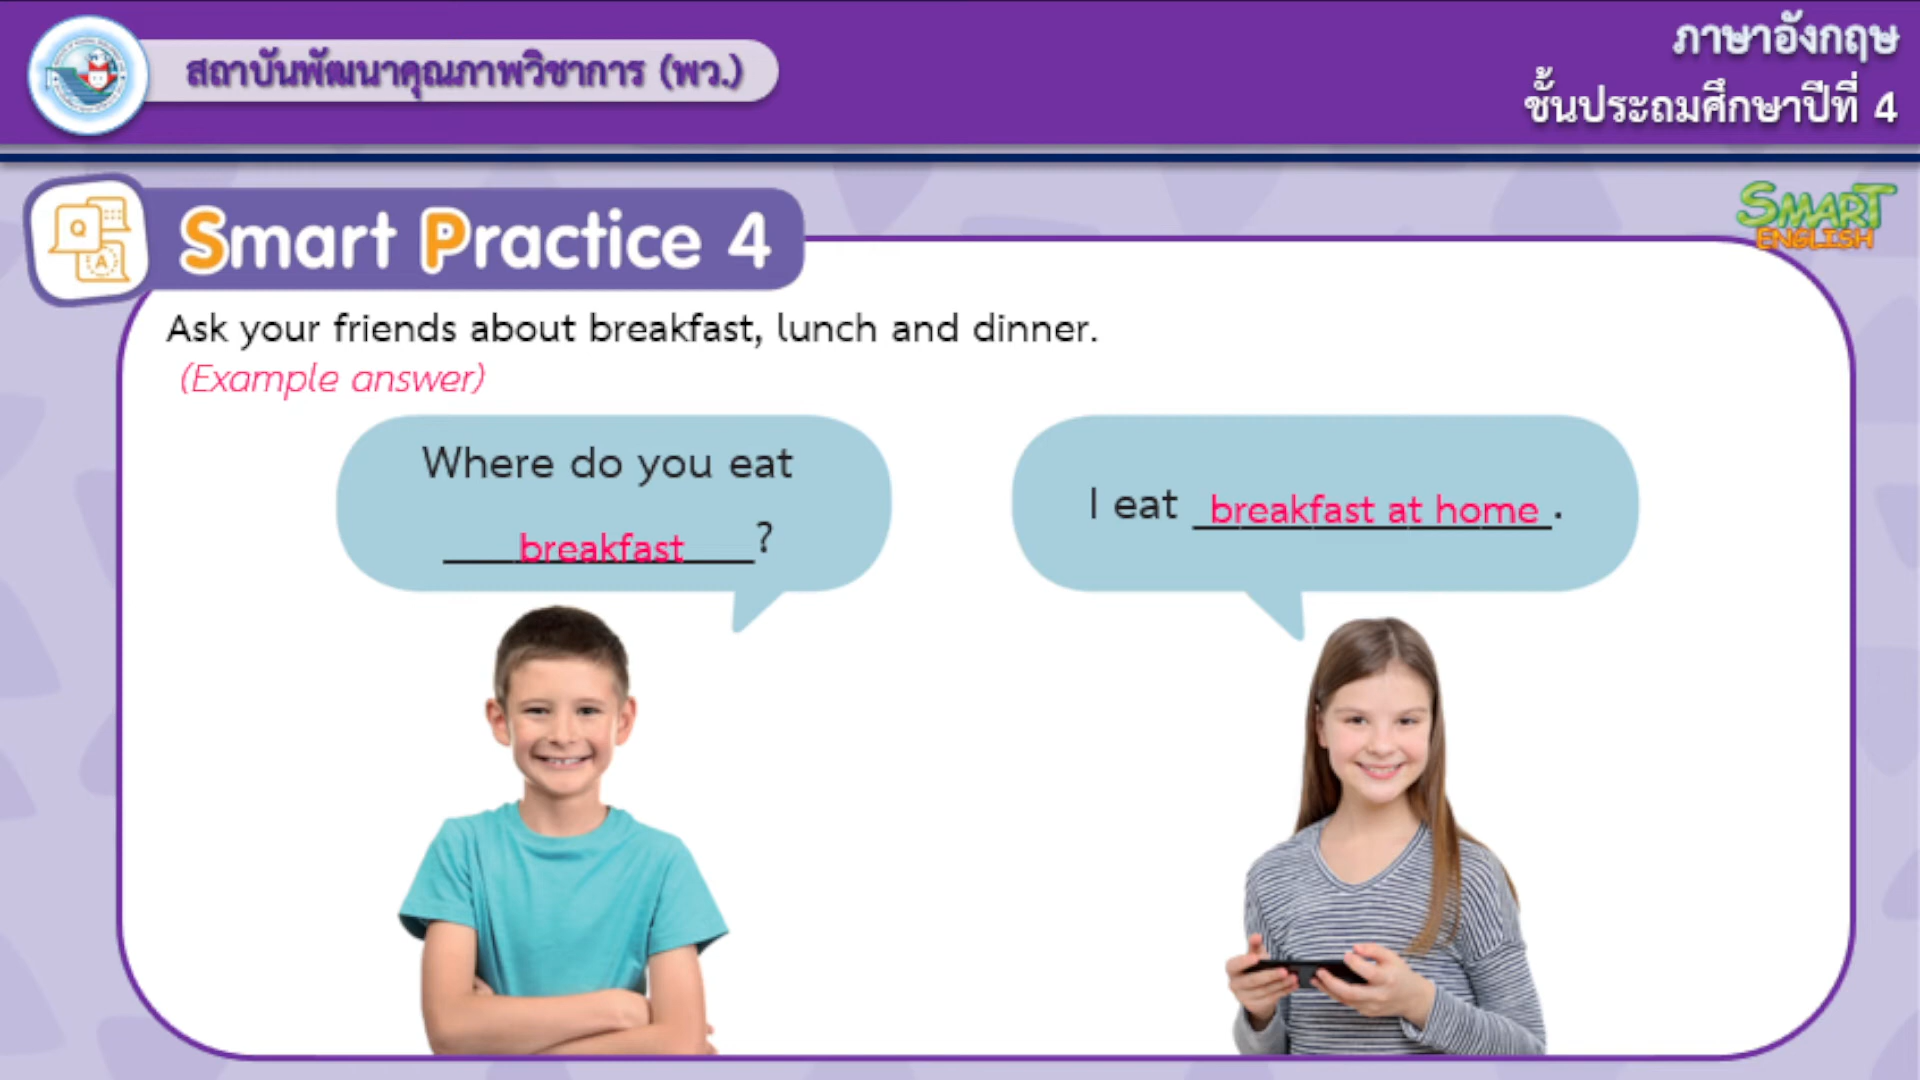 สถาบันพัฒนาคุณภาพวิชาการ (พว.)
ภาษาอังกฤษ
ชั้นประถมศึกษาปีที่ 4
SMART
ENGLISH
Q
A
Smart Practice 4
Ask your friends about breakfast, lunch and dinner.
(Example answer)
Where do you eat
breakfast?
I eat breakfast at home.